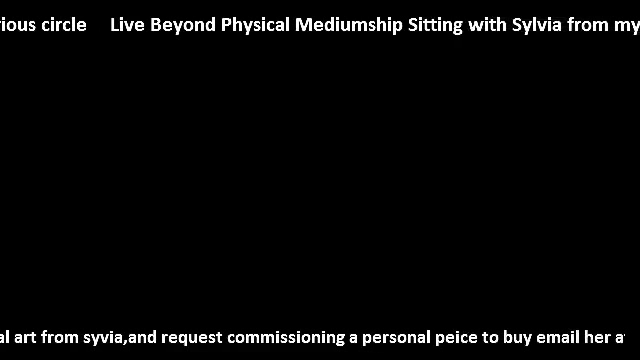 rious circle Live Beyond Physical Mediumship Sitting with Sylvia from my
al art from syvia,and request commissioning a personal peice to buy email her a